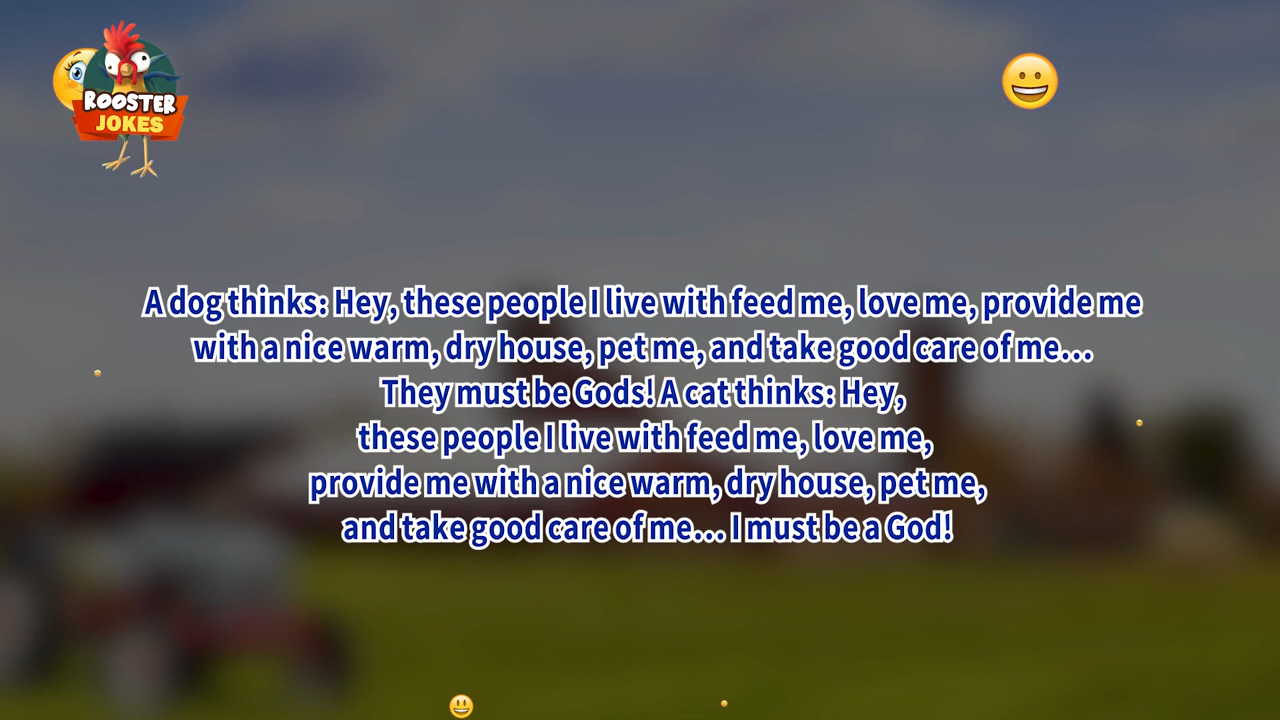 ROOSTER
JOKES
A dog thinks: Hey, these people I live with feed me, love me, provide me
with a nice warm, dry house, pet me, and take good care of me...
They must be Gods! A cat thinks: Hey,
these people I live with feed me, love me,
provide me with a nice warm, dry house, pet me,
and take good care of me... I must be a God!